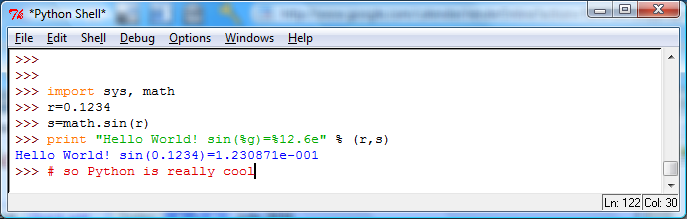 *Python Shell*
File Edit Shell Debug Options Windows Help
>>>
>>>
>>> import sys, math
>>> r=0.1234
>>> s=math.sin(r)
>>> print "Hello World! sin(%g)=%12.6e" % (r,s)
Hello World! sin(0.1234)=1.230871e-001
>>> # so Python is really cool
Ln: 122 Col: 30